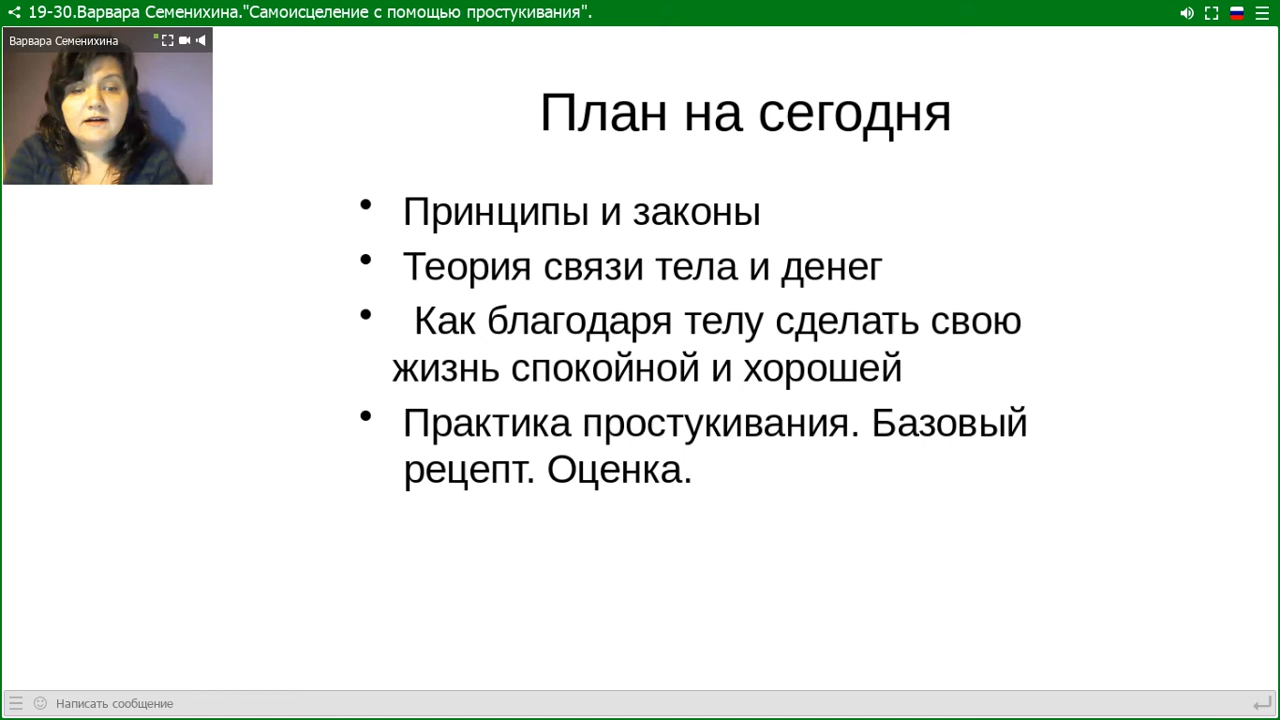 19-30.Варвара Семенихина."Самоисцеление с помощью простукивания".
Варвара Семенихина
План на сегодня
• Принципы и законы
• Теория связи тела и денег
• Как благодаря телу сделать свою
жизнь спокойной и хорошей
• Практика простукивания. Базовый
рецепт. Оценка.
Написать сообщение